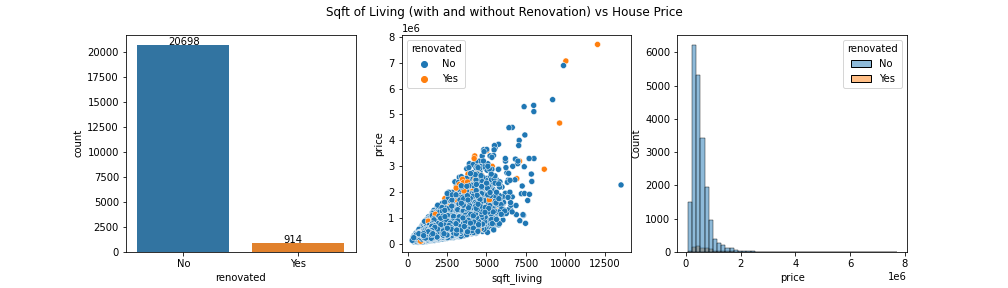 Sqft of Living (with and without Renovation) vs House Price
20000
17500
15000
12500
10000
7500
5000
2500
0
count
20698
914
No
Yes
renovated
1e6
8
7
6
5
4
3
2
1
0
price
renovated
No
Yes
0
2500
5000
7500
10000
12500
sqft_living
6000
5000
4000
3000
2000
1000
0
Count
renovated
No
Yes
0
2
4
6
8
1e6
price